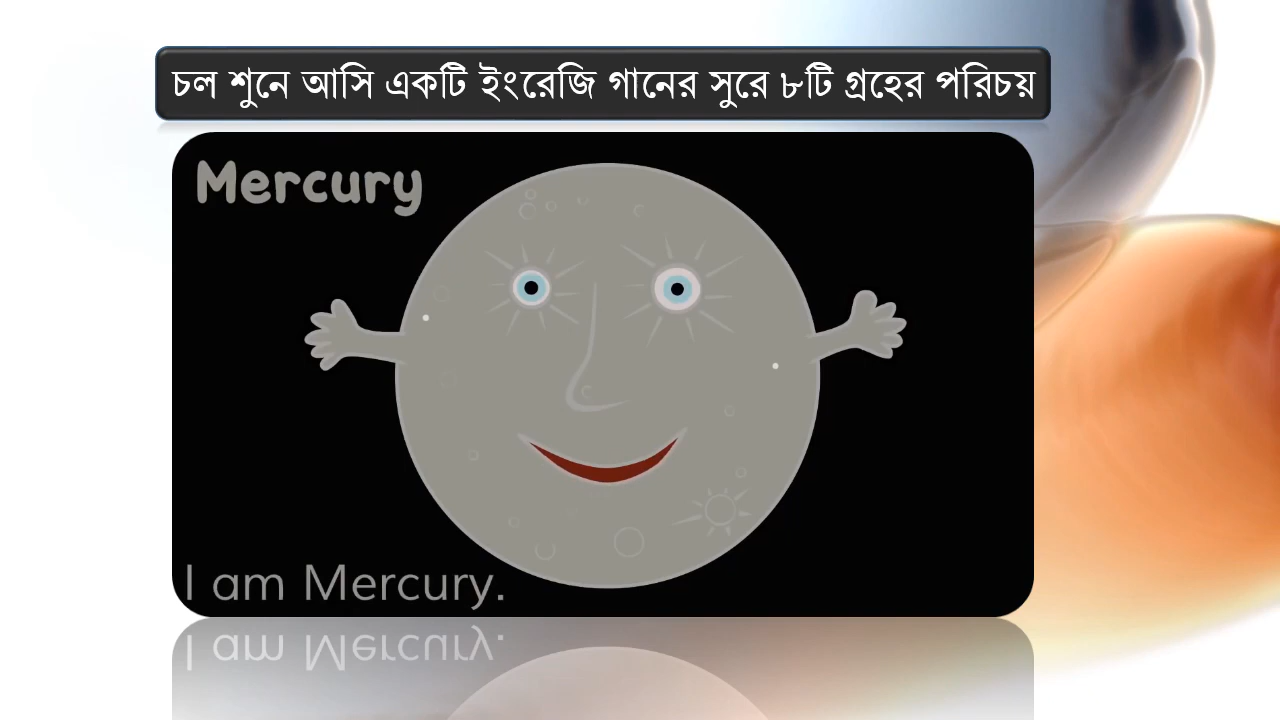 চল শুনে আসি একটি ইংরেজি গানের সুরে ৮টি গ্রহের পরিচয়
Mercury
I am Mercury.